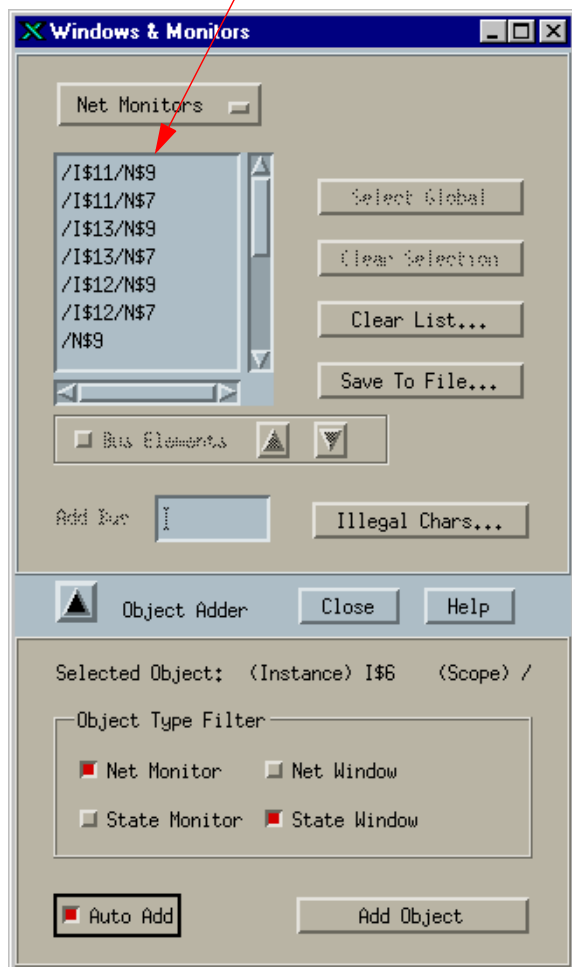 Windows & Monitors
Net Monitors
/I$11/N$9
/I$11/N$7
/I$13/N$9
/I$13/N$7
/I$12/N$9
/I$12/N$7
/N$9
Select Global
Clear Selection
Clear List...
Save To File...
Bus Elements
Add Bus
Illegal Chars...
Object Adder
Close
Help
Selected Object: (Instance) I$6 (Scope) /
Object Type Filter
Net Monitor
Net Window
State Monitor
State Window
Auto Add
Add Object